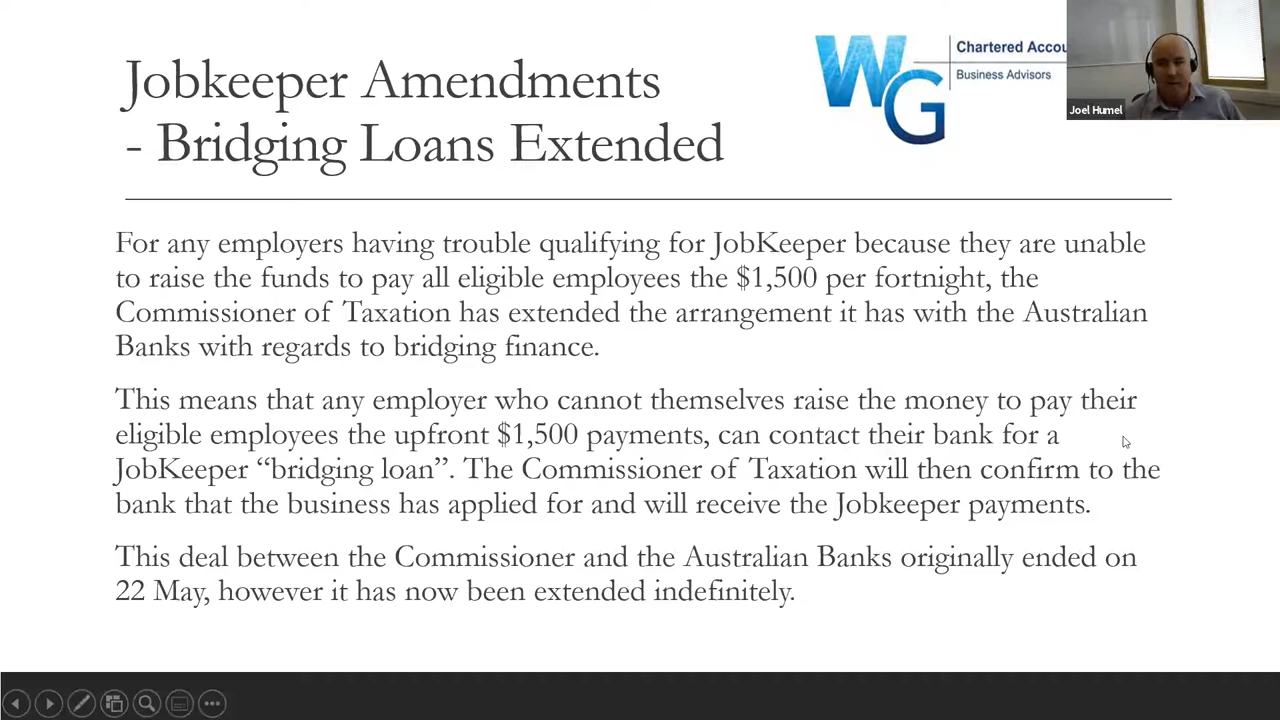 Jobkeeper Amendments
- Bridging Loans Extended
WG
Chartered Accou
Business Advisors
Joel Humel
For any employers having trouble qualifying for JobKeeper because they are unable
to raise the funds to pay all eligible employees the $1,500 per fortnight, the
Commissioner of Taxation has extended the arrangement it has with the Australian
Banks with regards to bridging finance.
This means that any employer who cannot themselves raise the money to pay their
eligible employees the upfront $1,500 payments, can contact their bank for a
JobKeeper “bridging loan”. The Commissioner of Taxation will then confirm to the
bank that the business has applied for and will receive the Jobkeeper payments.
This deal between the Commissioner and the Australian Banks originally ended on
22 May, however it has now been extended indefinitely.